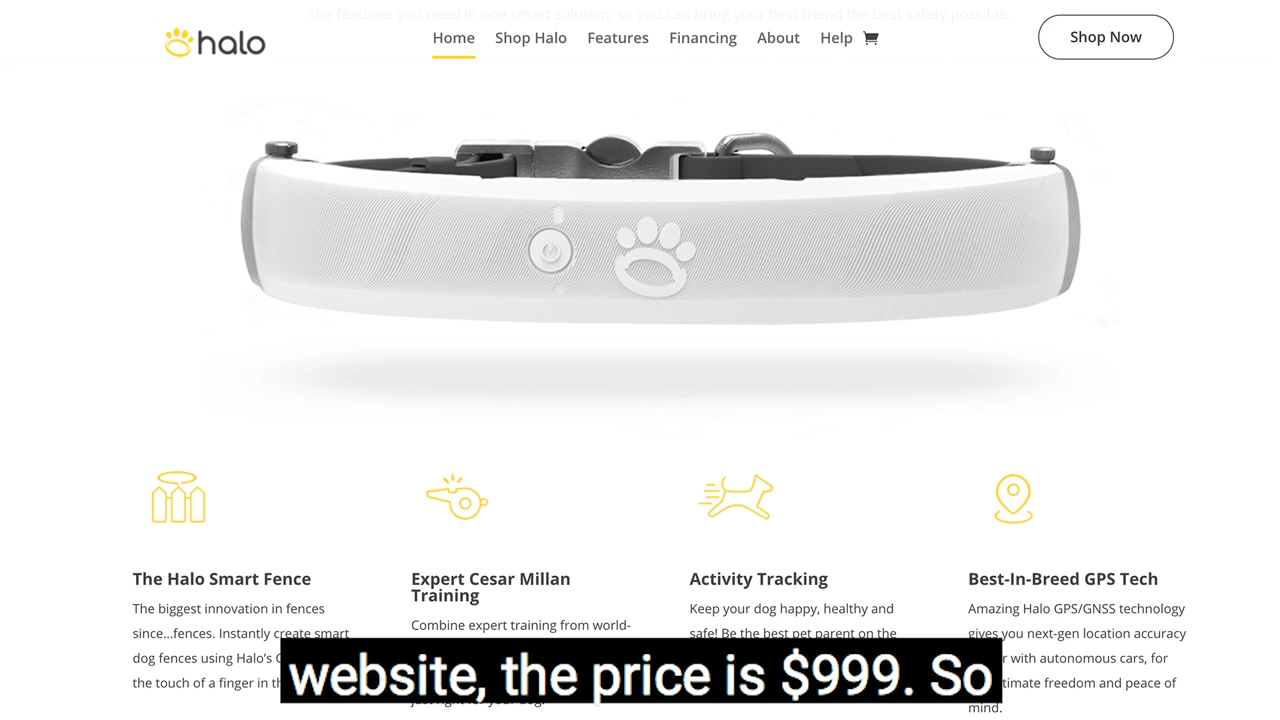 the features you need in one smart solution, so you can bring your best friend the best safety possible.
halo
Home Shop Halo Features Financing About Help
Shop Now
The Halo Smart Fence
The biggest innovation in fences
since...fences. Instantly create smart
dog fences using Halo's
the touch of a finger in
Expert Cesar Millan
Training
Combine expert training from world-
just right for your dog.
Activity Tracking
Keep your dog happy, healthy and
safe! Be the best pet parent on the
Best-In-Breed GPS Tech
Amazing Halo GPS/GNSS technology
gives you next-gen location accuracy
with autonomous cars, for
freedom and peace of
mind.
website, the price is $999. So